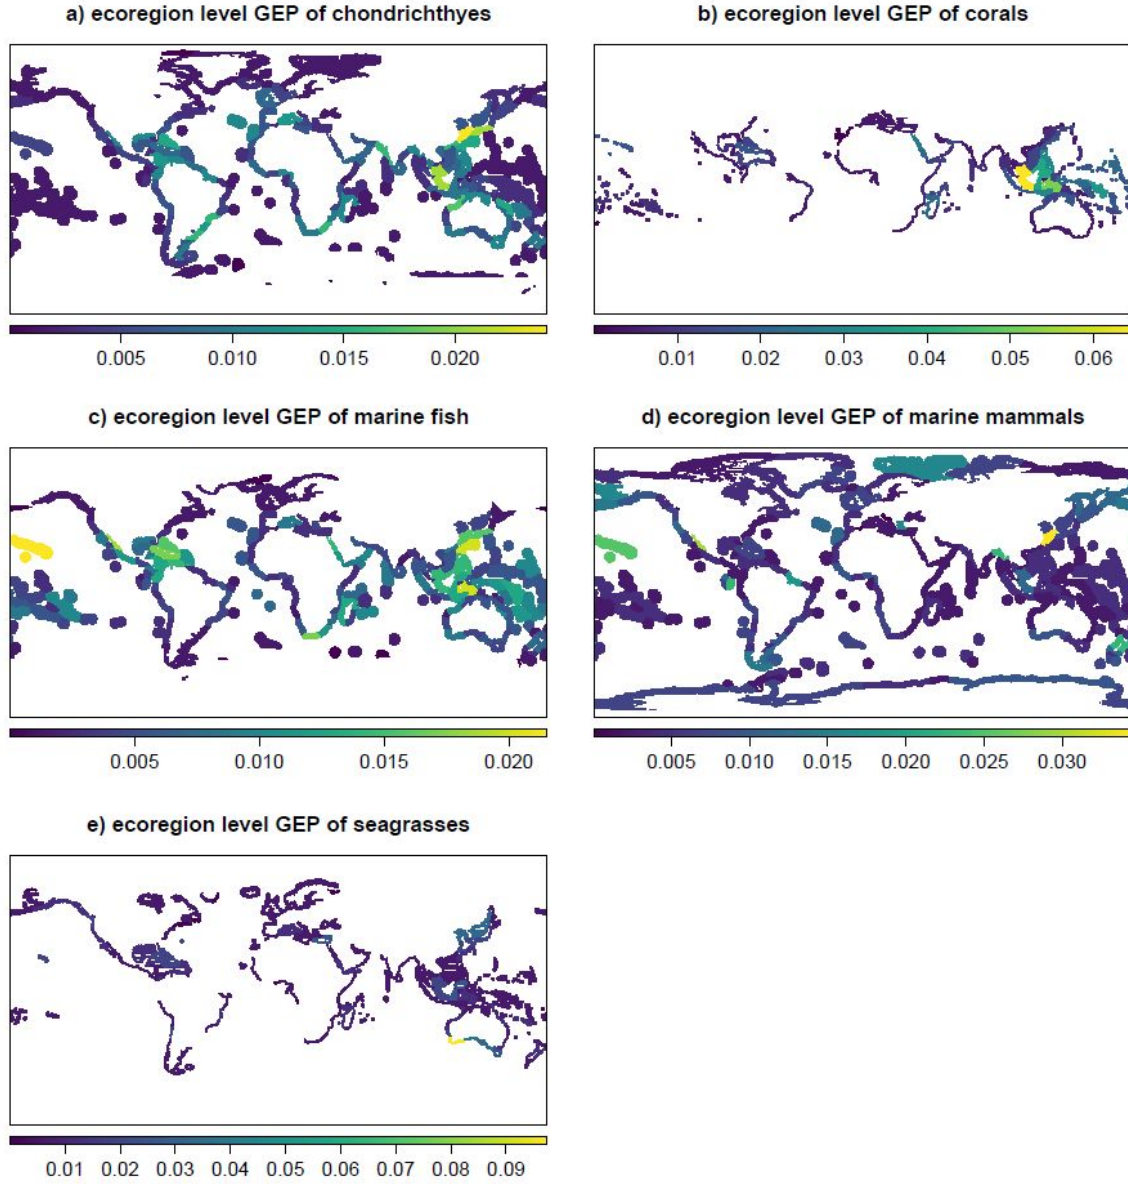 a) ecoregion level GEP of chondrichthyes
0.005 0.010 0.015 0.020
b) ecoregion level GEP of corals
0.01 0.02 0.03 0.04 0.05 0.06
c) ecoregion level GEP of marine fish
0.005 0.010 0.015 0.020
d) ecoregion level GEP of marine mammals
0.005 0.010 0.015 0.020 0.025 0.030
e) ecoregion level GEP of seagrasses
0.01 0.02 0.03 0.04 0.05 0.06 0.07 0.08 0.09